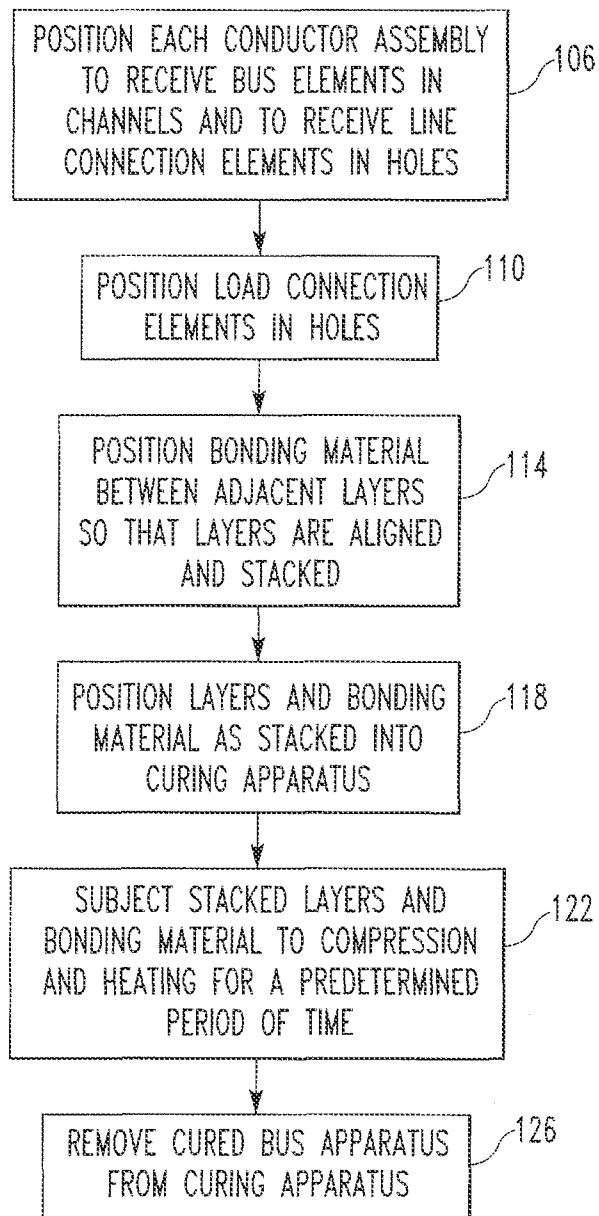 POSITION EACH CONDUCTOR ASSEMBLY
TO RECEIVE BUS ELEMENTS IN
CHANNELS AND TO RECEIVE LINE
CONNECTION ELEMENTS IN HOLES
106
POSITION LOAD CONNECTION
ELEMENTS IN HOLES
110
POSITION BONDING MATERIAL
BETWEEN ADJACENT LAYERS
SO THAT LAYERS ARE ALIGNED
AND STACKED
114
POSITION LAYERS AND BONDING
MATERIAL AS STACKED INTO
CURING APPARATUS
118
SUBJECT STACKED LAYERS AND
BONDING MATERIAL TO COMPRESSION
AND HEATING FOR A PREDETERMINED
PERIOD OF TIME
122
REMOVE CURED BUS APPARATUS
FROM CURING APPARATUS
126